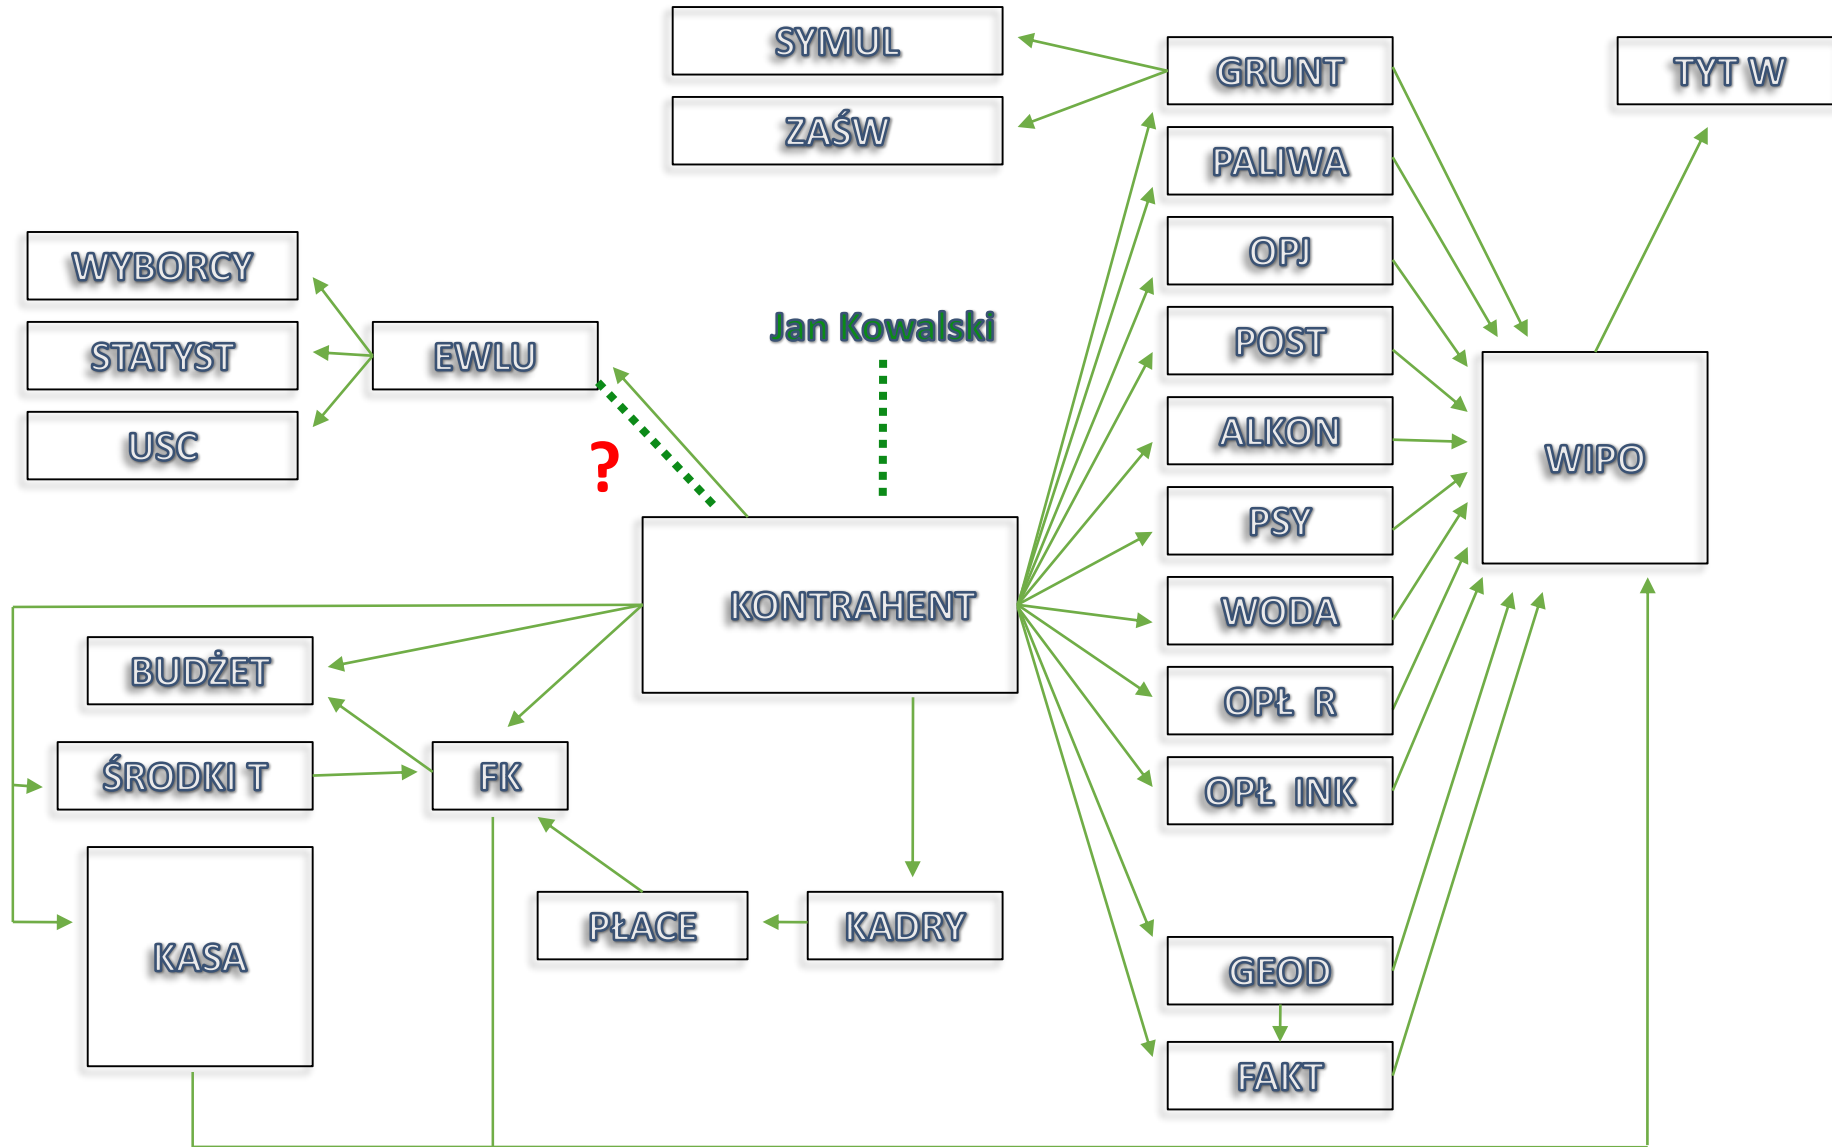 SYMUL
GRUNT
TYT W
ZAŚW
PALIWA
WYBORCY
OPJ
Jan Kowalski
STATYST
EWLU
POST
USC
?
ALKON
WIPO
PSY
KONTRAHENT
WODA
BUDŻET
OPŁ  R
ŚRODKI T
FK
OPŁ  INK
KASA
PŁACE
KADRY
GEOD
FAKT